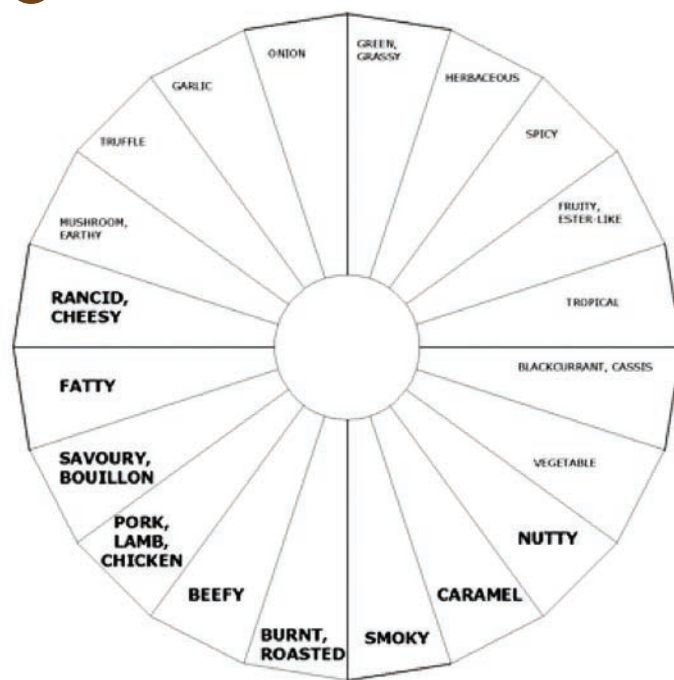 ONION
GREEN,
GRASSY
HERBACEOUS
SPICY
FRUITY,
ESTER-LIKE
TROPICAL
BLACKCURRANT, CASSIS
VEGETABLE
NUTTY
CARAMEL
SMOKY
BURNT,
ROASTED
BEEFY
PORK,
LAMB,
CHICKEN
SAVOURY,
BOUILLON
FATTY
RANCID,
CHEESY
MUSHROOM,
EARTHY
TRUFFLE
GARLIC